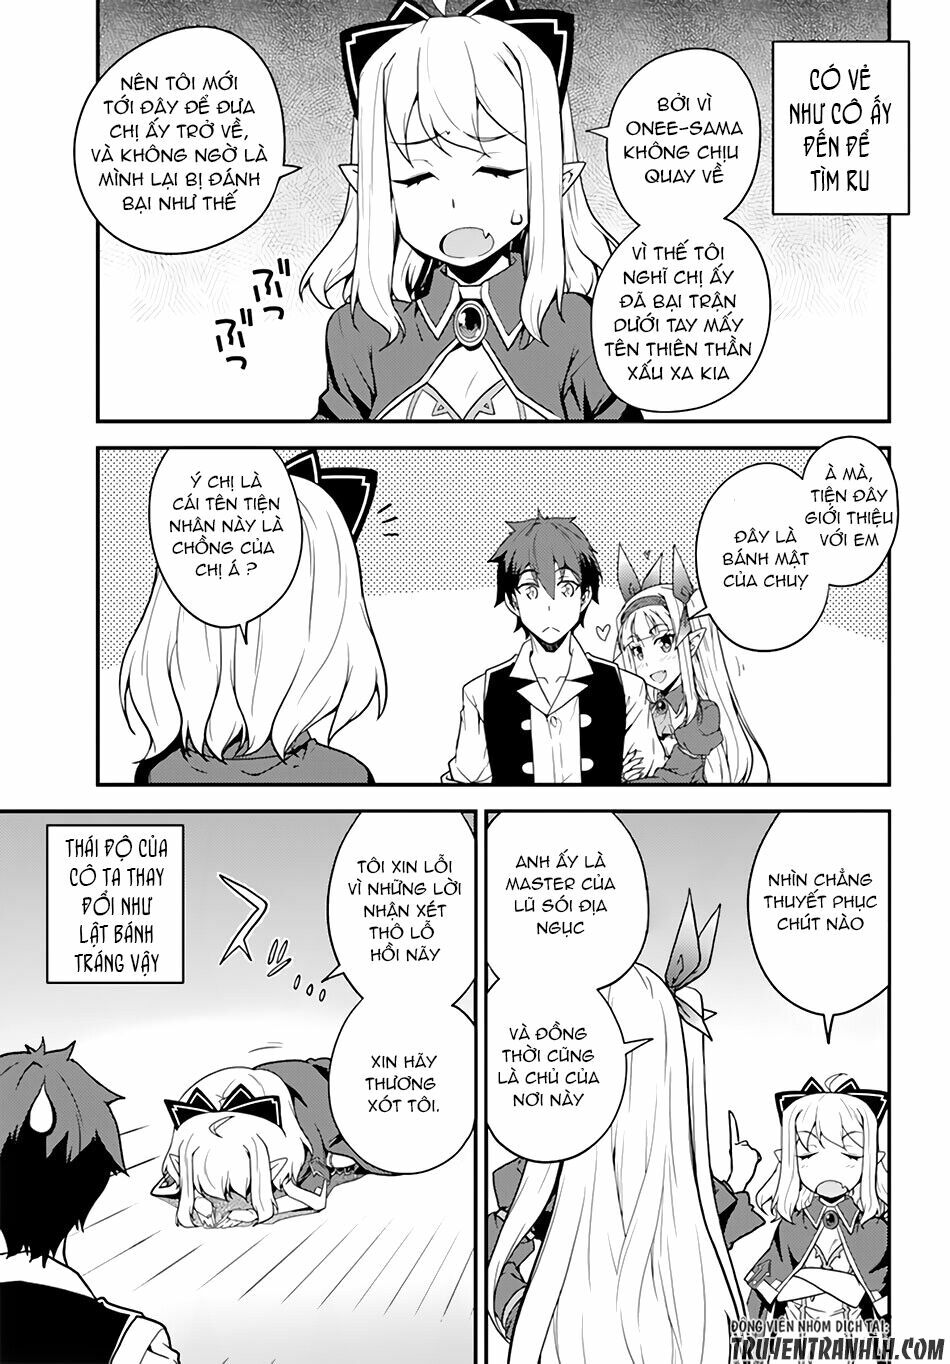 CÓ VẺ
NHƯ CÔ ẤY
ĐẾN ĐỂ
TÌM RU
BỞI VÌ
ONEE-SAMA
KHÔNG CHỊU
QUAY VỀ
VÌ THẾ TÔI
NGHĨ CHỊ ẤY
ĐÃ BẠI TRẬN
DƯỚI TAY MẤY
TÊN THIÊN THẦN
XẤU XA KIA
NÊN TÔI MỚI
TỚI ĐÂY ĐỂ ĐƯA
CHỊ ẤY TRỞ VỀ,
VÀ KHÔNG NGỜ LÀ
MÌNH LẠI BỊ ĐÁNH
BẠI NHƯ THẾ
ぶっ
ぶっ
À MÀ,
TIỆN ĐÂY
GIỚI THIỆU
VỚI EM
ĐÂY LÀ
BÁNH MẬT
CỦA CHUỴ
Ý CHỊ LÀ
CÁI TÊN TIỆN
NHÂN NÀY LÀ
CHỒNG CỦA
CHỊ Á ?
NHÌN CHẲNG
THUYẾT PHỤC
CHÚT NÀO
ANH ẤY LÀ
MASTER CỦA
LŨ SÓI ĐỊA
NGỤC
VÀ ĐỒNG
THỜI CŨNG
LÀ CHỦ CỦA
NƠI NÀY
TÔI XIN LỖI
VÌ NHỮNG LỜI
NHẬN XÉT
THÔ LỖ
HỒI NÃY
XIN HÃY
THƯƠNG
XÓT TÔI.
THÁI ĐỘ CỦA
CÔ TA THAY
ĐỔI NHƯ
LẬT BÁNH
TRÁNG VẬY
ĐỘNG VIÊN NHÓM DỊCH TẠI:
TRUYENTRANHLH.COM